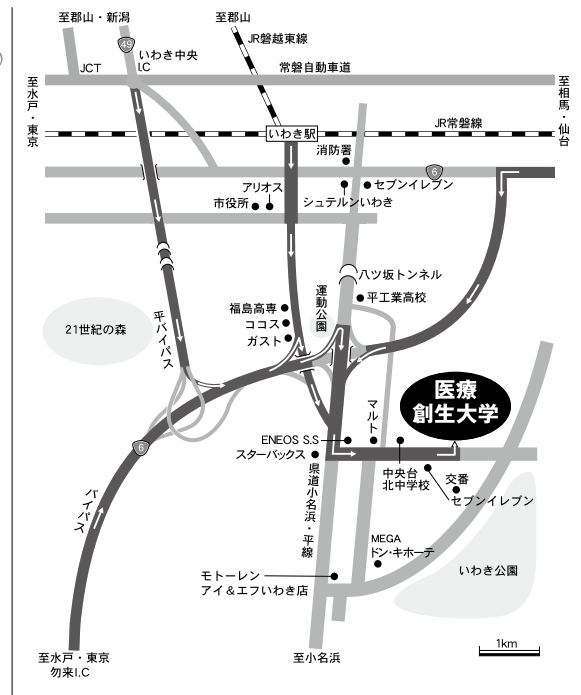 至郡山・新潟
至郡山
49
JR磐越東線
いわき中央
I.C
JCT
常磐自動車道
至水戸・東京
至相馬・仙台
いわき駅
JR常磐線
消防署
6
アリオス
セブンイレブン
市役所
シュテルンいわき
八ツ坂トンネル
運動公園
平工業高校
福島高専
ココス
ガスト
21世紀の森
平バイパス
医療
創生大学
マルト
ENEOS S.S
スターバックス
中央台
北中学校
交番
セブンイレブン
6
県道小名浜・平線
バイパス
MEGA
ドン・キホーテ
モトーレン
アイ&エフいわき店
いわき公園
1km
至水戸・東京
勿来I.C
至小名浜